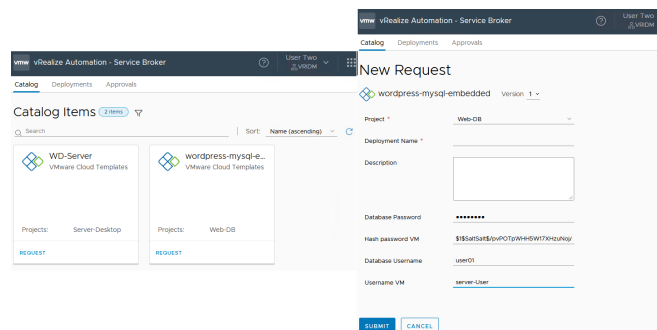 vmw vRealize Automation - Service Broker
User Two
VRIDM
Catalog Deployments Approvals
Catalog Items 2 items
Search
Sort: Name (ascending)
WD-Server
VMware Cloud Templates
Projects: Server-Desktop
REQUEST
wordpress-mysql-e...
VMware Cloud Templates
Projects: Web-DB
REQUEST
vmw vRealize Automation - Service Broker
User Two
VRIDM
Catalog Deployments Approvals
New Request
wordpress-mysql-embedded Version 1
Project * Web-DB
Deployment Name *
Description
Database Password ••••••••
Hash password VM $1$SaltSalt$/pvPOTpWHH5W17XHzuNoj/
Database Username user01
Username VM server-User
SUBMIT CANCEL